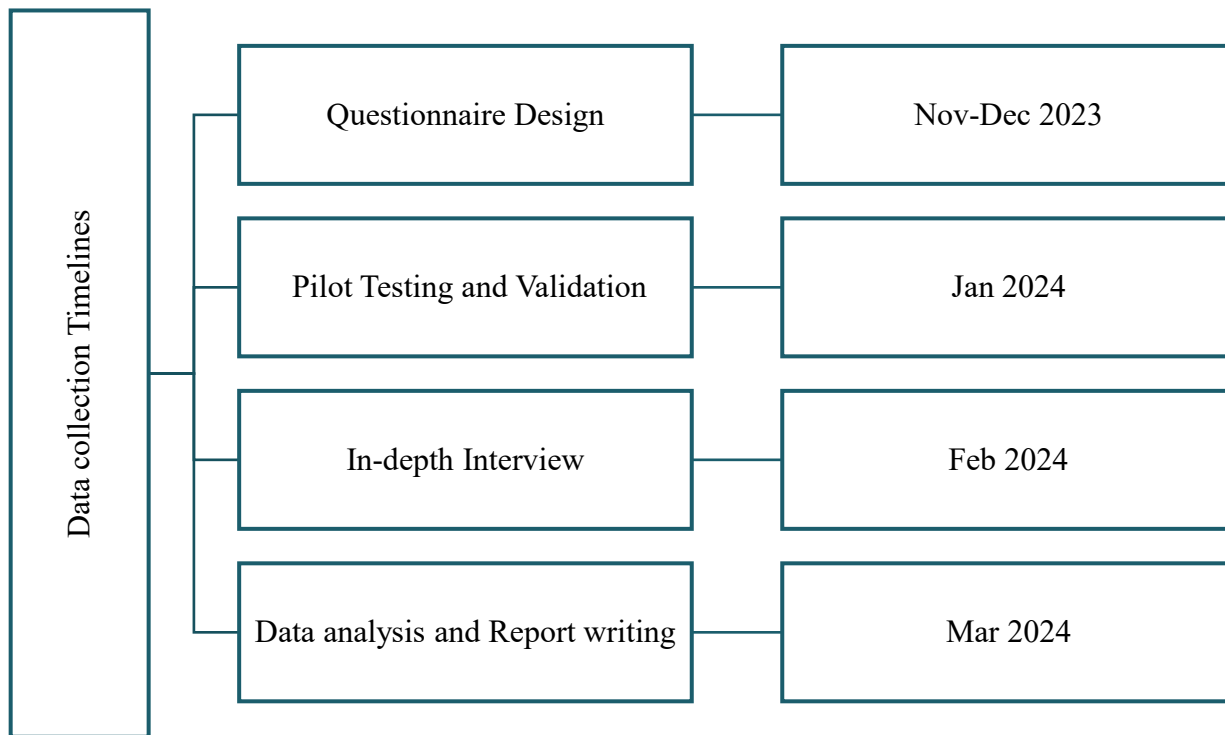 Data collection Timelines
Questionnaire Design
Nov-Dec 2023
Pilot Testing and Validation
Jan 2024
In-depth Interview
Feb 2024
Data analysis and Report writing
Mar 2024